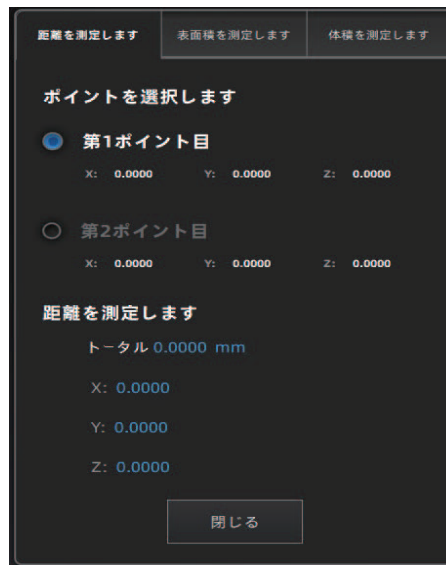 距離を測定します 表面積を測定します 体積を測定します
ポイントを選択します
第1ポイント目
X: 0.0000 Y: 0.0000 Z: 0.0000
第2ポイント目
X: 0.0000 Y: 0.0000 Z: 0.0000
距離を測定します
トータル 0.0000 mm
X: 0.0000
Y: 0.0000
Z: 0.0000
閉じる